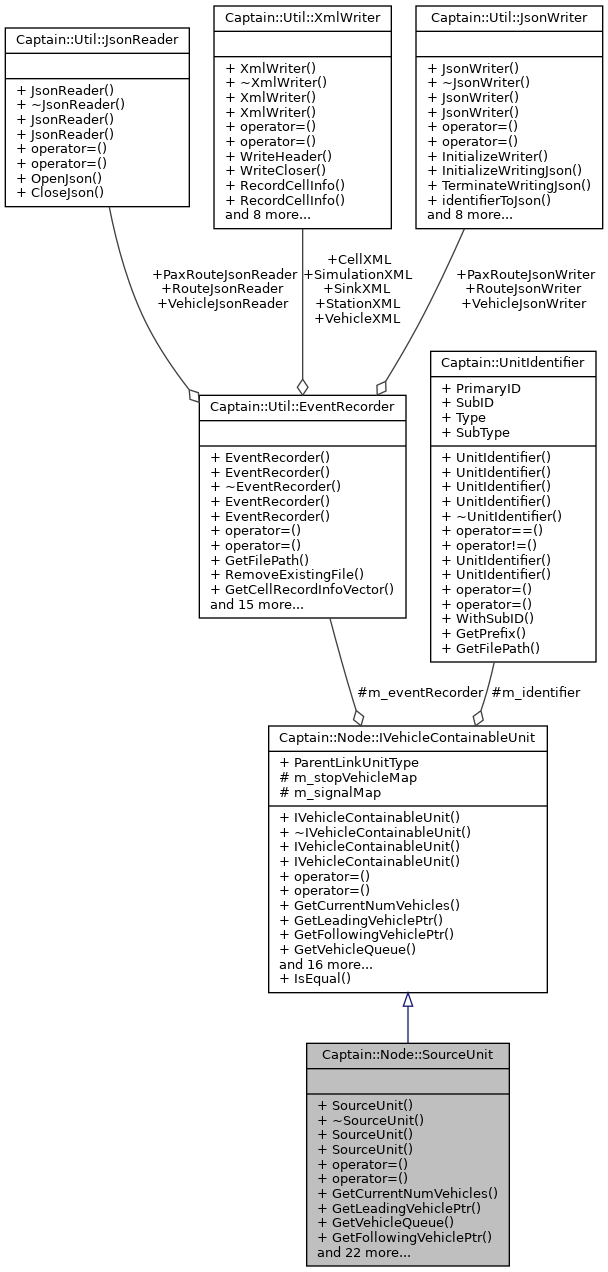 Captain::Util::JsonReader
+ JsonReader()
+ ~JsonReader()
+ JsonReader()
+ JsonReader()
+ operator=()
+ operator=()
+ OpenJson()
+ CloseJson()
Captain::Util::XmlWriter
+ XmlWriter()
+ ~XmlWriter()
+ XmlWriter()
+ XmlWriter()
+ operator=()
+ operator=()
+ WriteHeader()
+ WriteCloser()
+ RecordCellInfo()
+ RecordCellInfo()
and 8 more...
Captain::Util::JsonWriter
+ JsonWriter()
+ ~JsonWriter()
+ JsonWriter()
+ JsonWriter()
+ operator=()
+ operator=()
+ InitializeWriter()
+ InitializeWritingJson()
+ TerminateWritingJson()
+ identifierToJson()
and 8 more...
+PaxRouteJsonReader
+RouteJsonReader
+VehicleJsonReader
+CellXML
+SimulationXML
+SinkXML
+StationXML
+VehicleXML
+PaxRouteJsonWriter
+RouteJsonWriter
+VehicleJsonWriter
Captain::Util::EventRecorder
+ EventRecorder()
+ EventRecorder()
+ ~EventRecorder()
+ EventRecorder()
+ EventRecorder()
+ operator=()
+ operator=()
+ GetFilePath()
+ RemoveExistingFile()
+ GetCellRecordInfoVector()
and 15 more...
Captain::UnitIdentifier
+ PrimaryID
+ SubID
+ Type
+ SubType
+ UnitIdentifier()
+ UnitIdentifier()
+ UnitIdentifier()
+ UnitIdentifier()
+ ~UnitIdentifier()
+ operator==()
+ operator!=()
+ UnitIdentifier()
+ UnitIdentifier()
+ operator=()
+ operator=()
+ WithSubID()
+ GetPrefix()
+ GetFilePath()
#m_eventRecorder
#m_identifier
Captain::Node::IVehicleContainableUnit
+ ParentLinkUnitType
# m_stopVehicleMap
# m_signalMap
+ IVehicleContainableUnit()
+ ~IVehicleContainableUnit()
+ IVehicleContainableUnit()
+ IVehicleContainableUnit()
+ operator=()
+ operator=()
+ GetCurrentNumVehicles()
+ GetLeadingVehiclePtr()
+ GetFollowingVehiclePtr()
+ GetVehicleQueue()
and 16 more...
+ IsEqual()
Captain::Node::SourceUnit
+ SourceUnit()
+ ~SourceUnit()
+ SourceUnit()
+ SourceUnit()
+ operator=()
+ operator=()
+ GetCurrentNumVehicles()
+ GetLeadingVehiclePtr()
+ GetVehicleQueue()
+ GetFollowingVehiclePtr()
and 22 more...